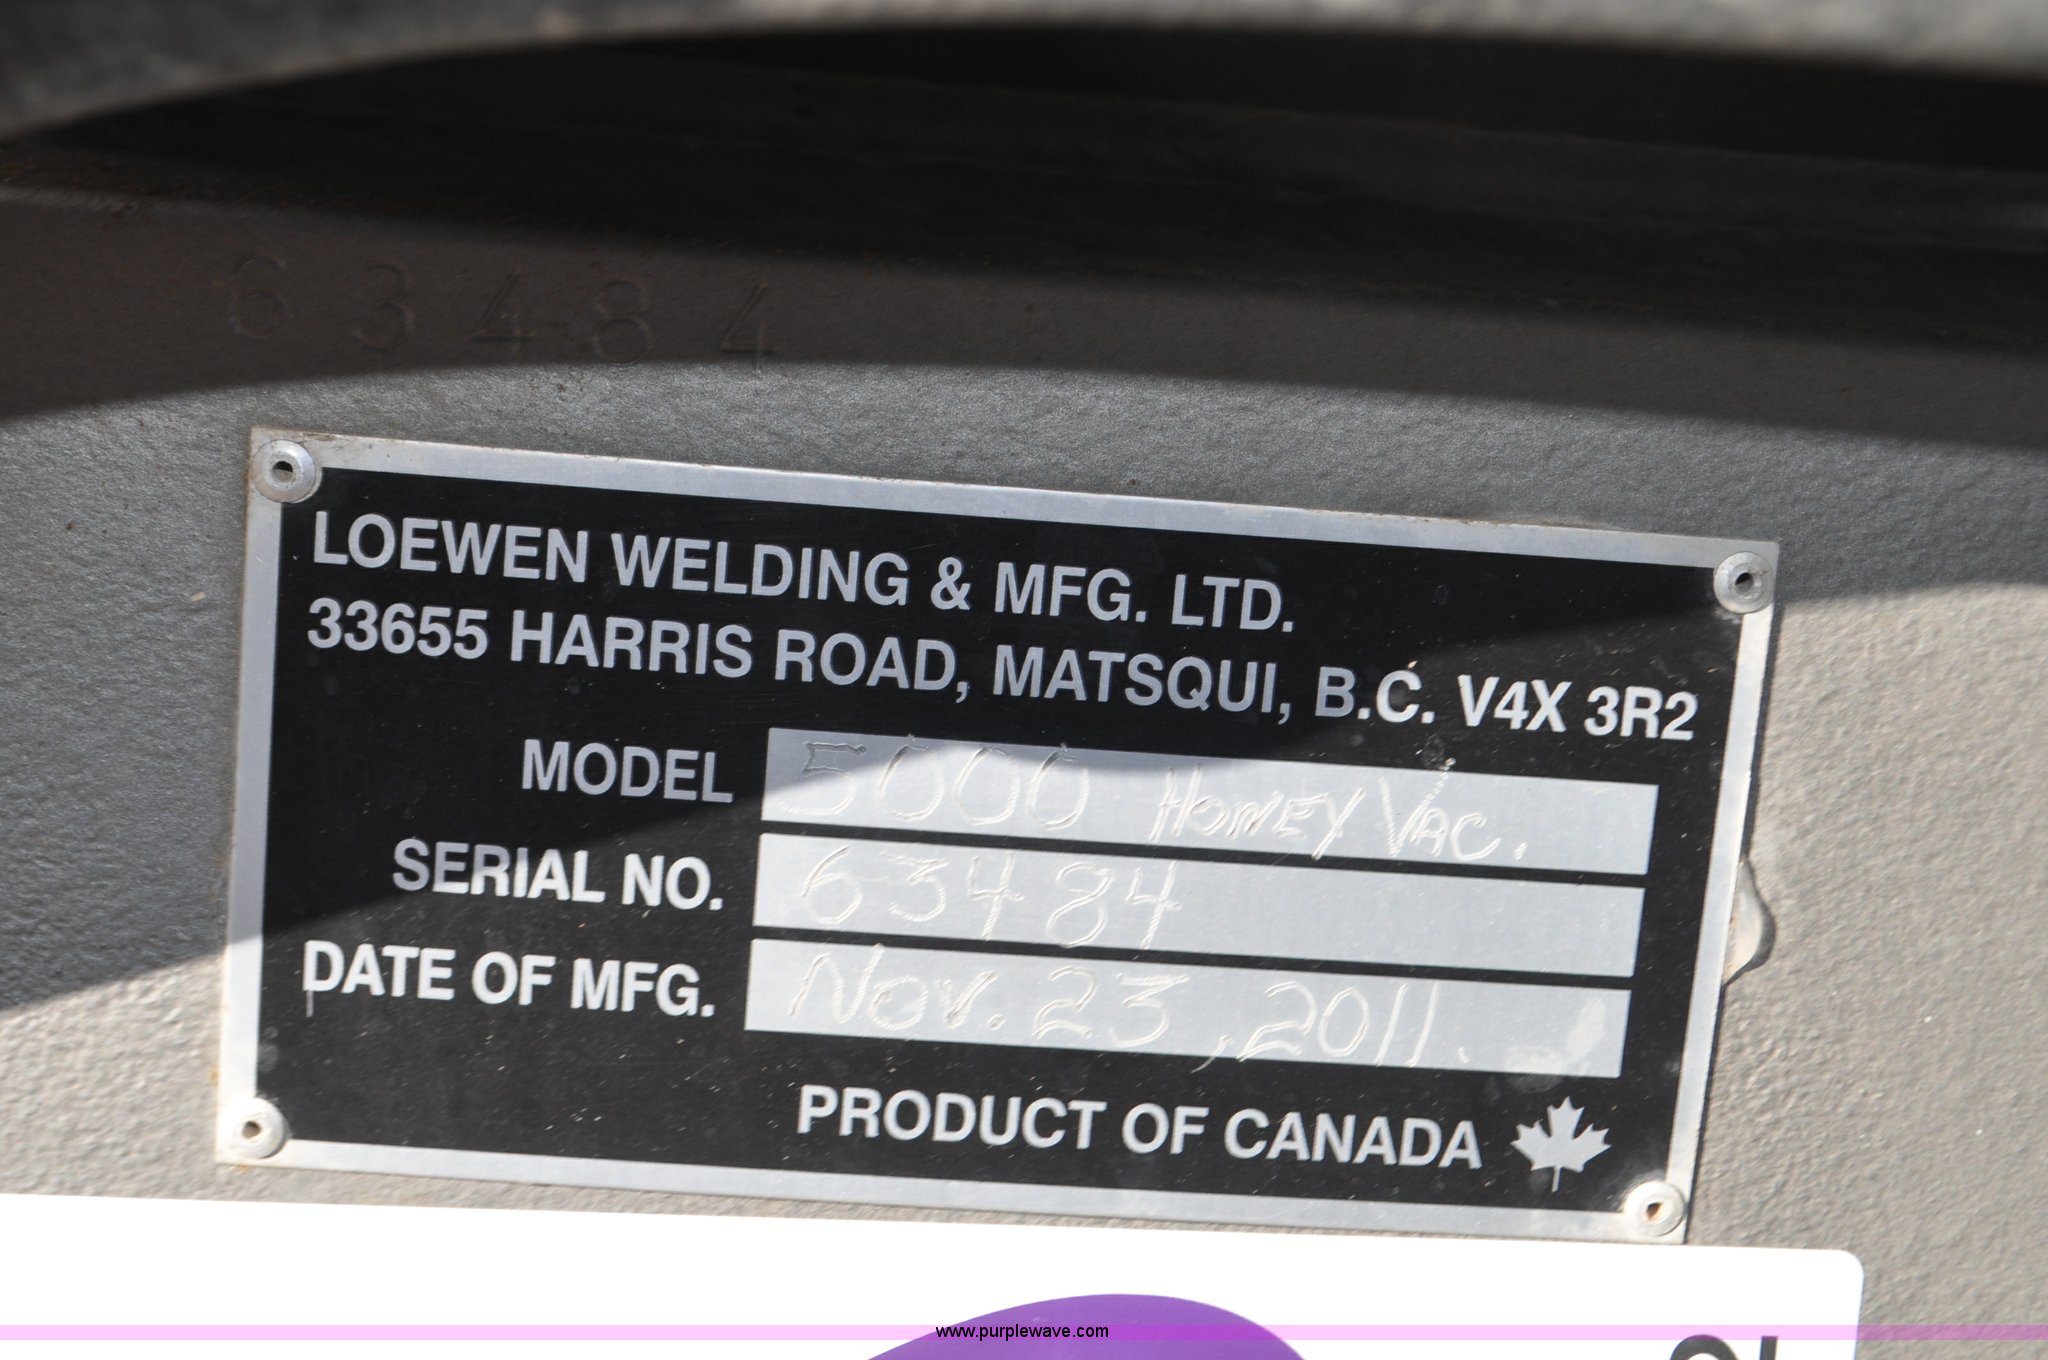 63484
LOEWEN WELDING & MFG. LTD.
33655 HARRIS ROAD, MATSQUI, B.C. V4X 3R2
MODEL 5000 HONEY VAC.
SERIAL NO. 63484
DATE OF MFG. NOV. 23, 2011.
PRODUCT OF CANADA
www.purplewave.com